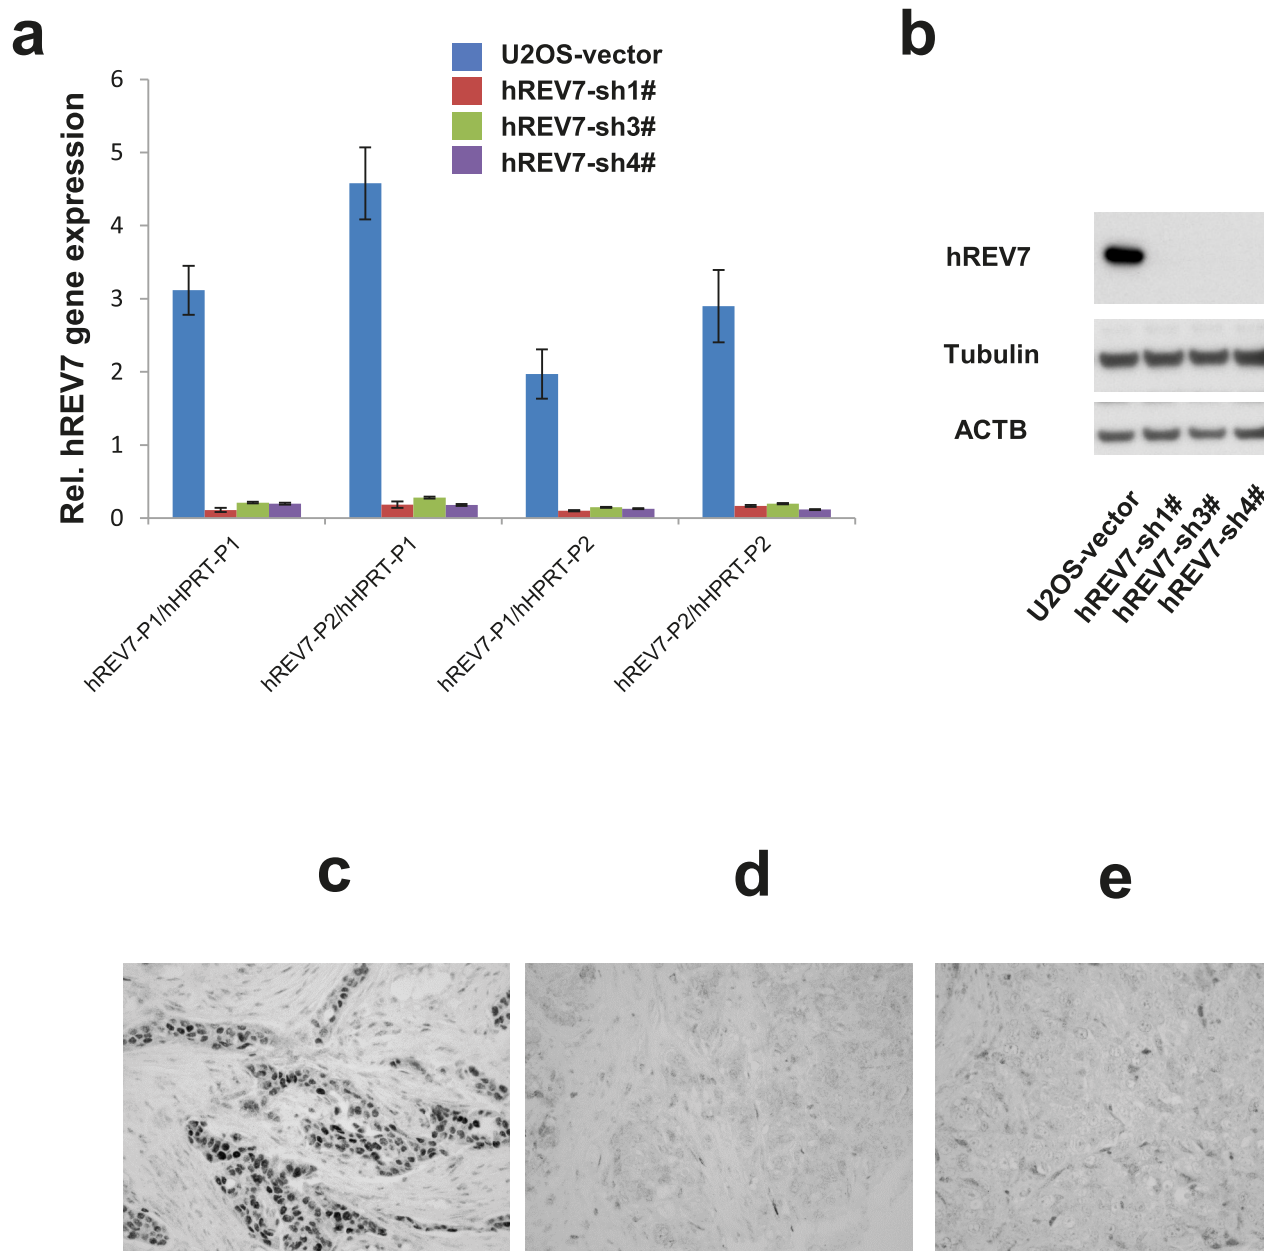 a
b
U2OS-vector
hREV7-sh1#
hREV7-sh3#
hREV7-sh4#
Rel. hREV7 gene expression
6
5
4
3
2
1
0
hREV7-P1/hHPRT-P1
hREV7-P2/hHPRT-P1
hREV7-P1/hHPRT-P2
hREV7-P2/hHPRT-P2
hREV7
Tubulin
ACTB
U2OS-vector
hREV7-sh1#
hREV7-sh3#
hREV7-sh4#
c
d
e